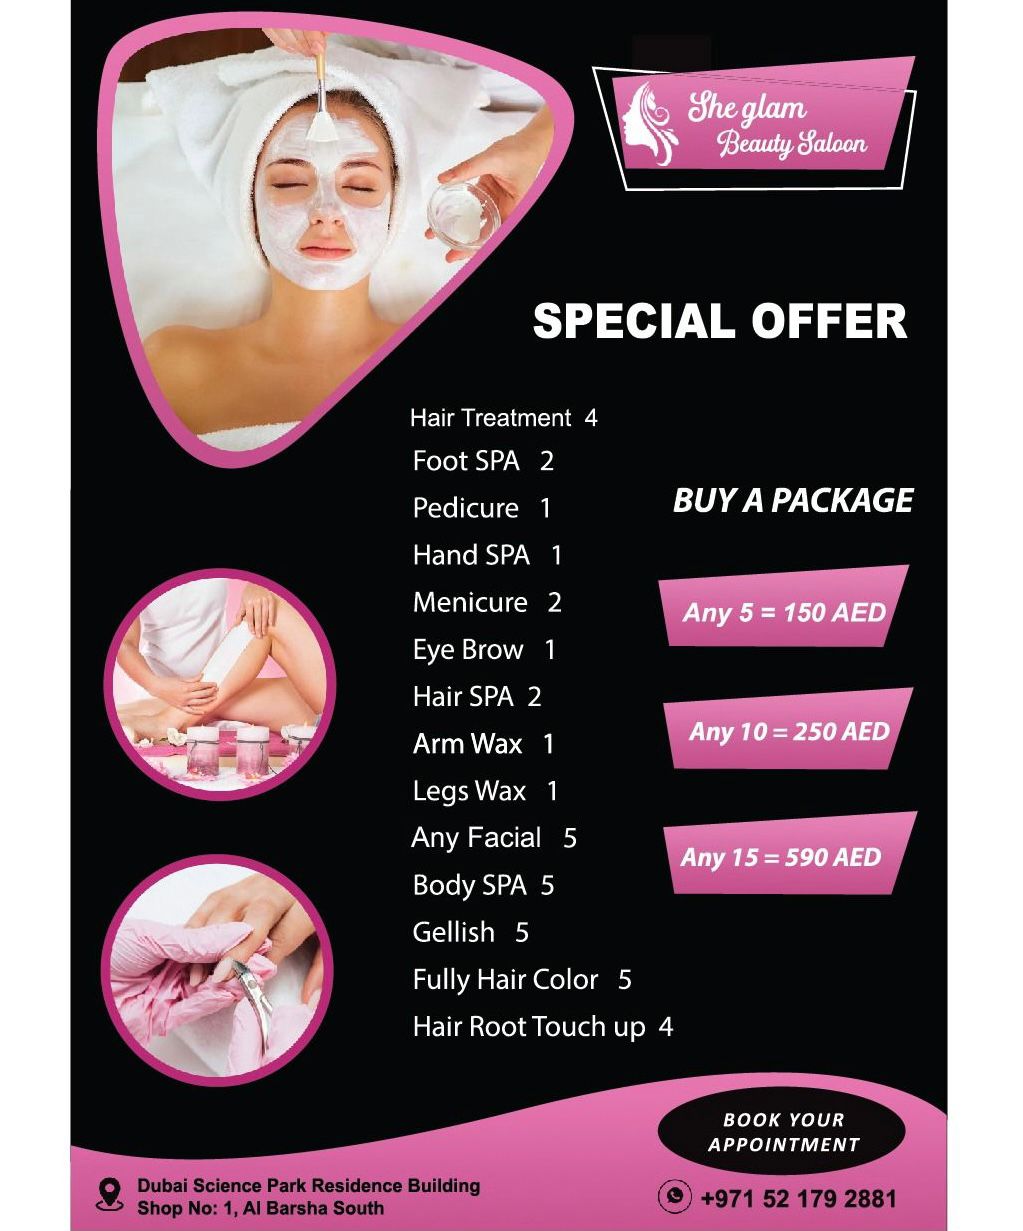 She glam
Beauty Saloon
SPECIAL OFFER
Hair Treatment 4
Foot SPA 2
Pedicure 1
Hand SPA 1
Menicure 2
Eye Brow 1
Hair SPA 2
Arm Wax 1
Legs Wax 1
Any Facial 5
Body SPA 5
Gellish 5
Fully Hair Color 5
Hair Root Touch up 4
BUY A PACKAGE
Any 5 = 150 AED
Any 10 = 250 AED
Any 15 = 590 AED
BOOK YOUR
APPOINTMENT
Dubai Science Park Residence Building
Shop No: 1, Al Barsha South
+971 52 179 2881